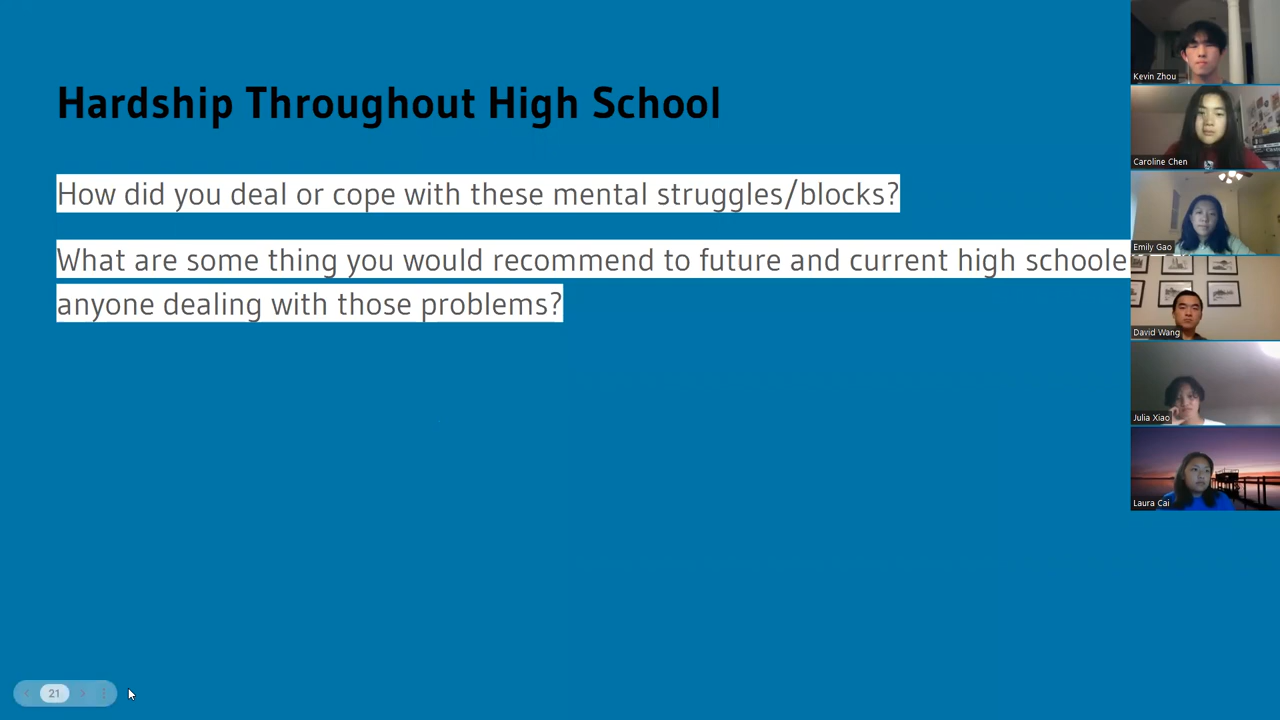 Hardship Throughout High School
How did you deal or cope with these mental struggles/blocks?
What are some thing you would recommend to future and current high schoole
anyone dealing with those problems?
Kevin Zhou
Caroline Chen
Emily Gao
David Wang
Julia Xiao
Laura Cai
21